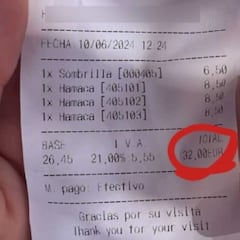 FECHA 10/06/2024 12:24
1x Sombrilla [000405] 6,50
1x Hamaca [405101] 8,50
1x Hamaca [405102] 8,50
1x Hamaca [405103] 8,50
BASE I.V.A. TOTAL
26,45 21,00% 5,55 32,00EUR
M. pago: Efectivo
Gracias por su visita
Thank you for your visit